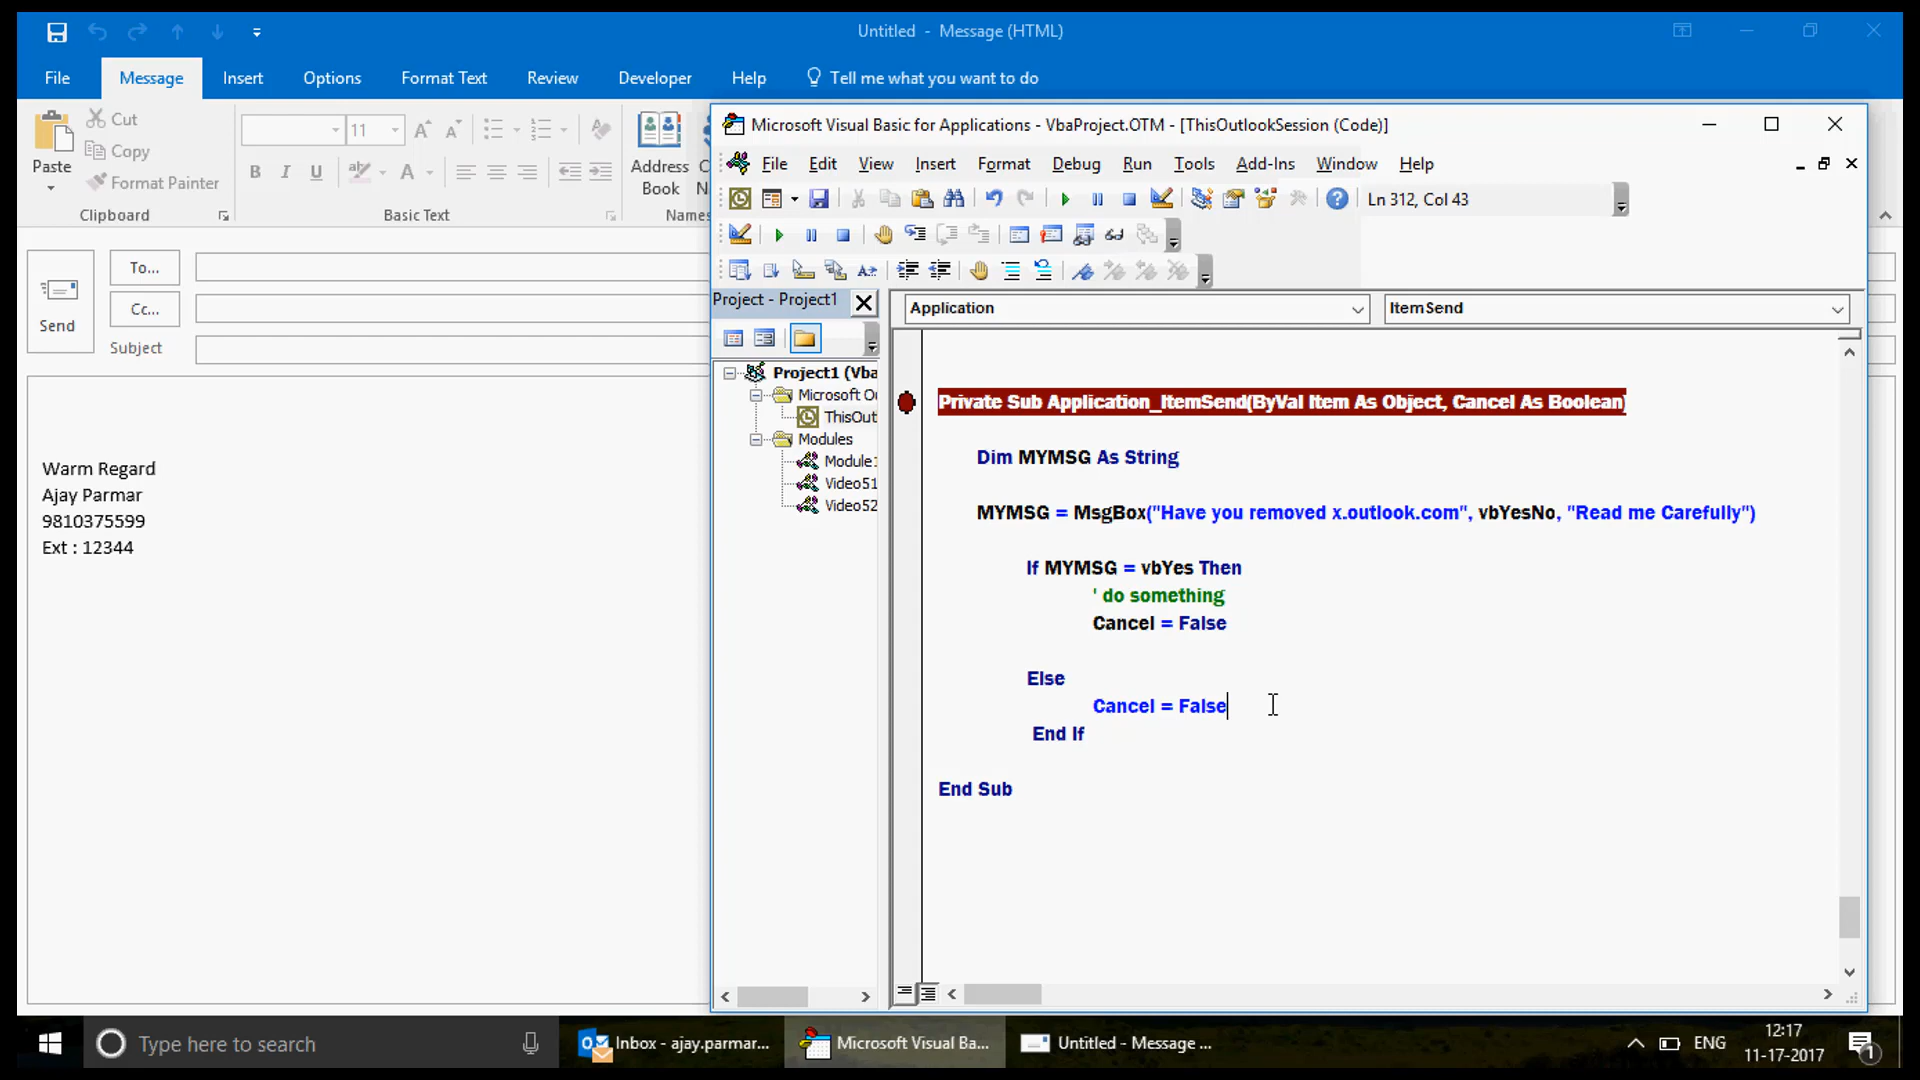 Untitled - Message (HTML)
File Message Insert Options Format Text Review Developer Help Tell me what you want to do
Cut
Copy
Paste
Format Painter
11
Address
Book
Clipboard
Basic Text
Names
To...
Cc...
Send
Subject
Warm Regard
Ajay Parmar
9810375599
Ext : 12344
Microsoft Visual Basic for Applications - VbaProject.OTM - [ThisOutlookSession (Code)]
File Edit View Insert Format Debug Run Tools Add-Ins Window Help
Ln 312, Col 43
Project - Project1
Project1 (Vba
Microsoft O
ThisOut
Modules
Module1
Video51
Video52
Application
ItemSend
Private Sub Application_ItemSend(ByVal Item As Object, Cancel As Boolean)
Dim MYMSG As String
MYMSG = MsgBox("Have you removed x.outlook.com", vbYesNo, "Read me Carefully")
If MYMSG = vbYes Then
' do something
Cancel = False
Else
Cancel = False
End If
End Sub
Type here to search
Inbox - ajay.parmar...
Microsoft Visual Ba...
Untitled - Message ...
ENG
12:17
11-17-2017
1